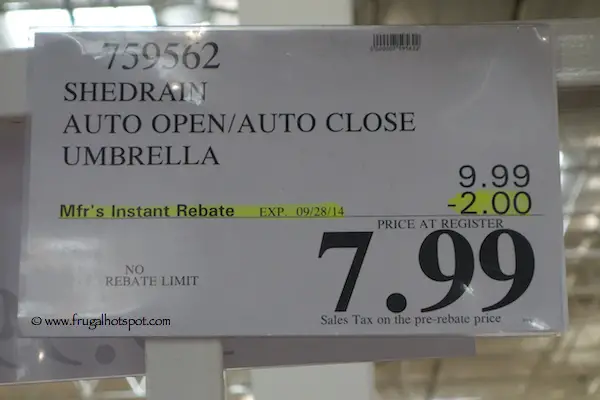 759562
SHEDRAIN
AUTO OPEN/AUTO CLOSE
UMBRELLA
9.99
Mfr's Instant Rebate EXP. 09/28/14 -2.00
PRICE AT REGISTER
7.99
NO
REBATE LIMIT
Sales Tax on the pre-rebate price
© www.frugalhotspot.com